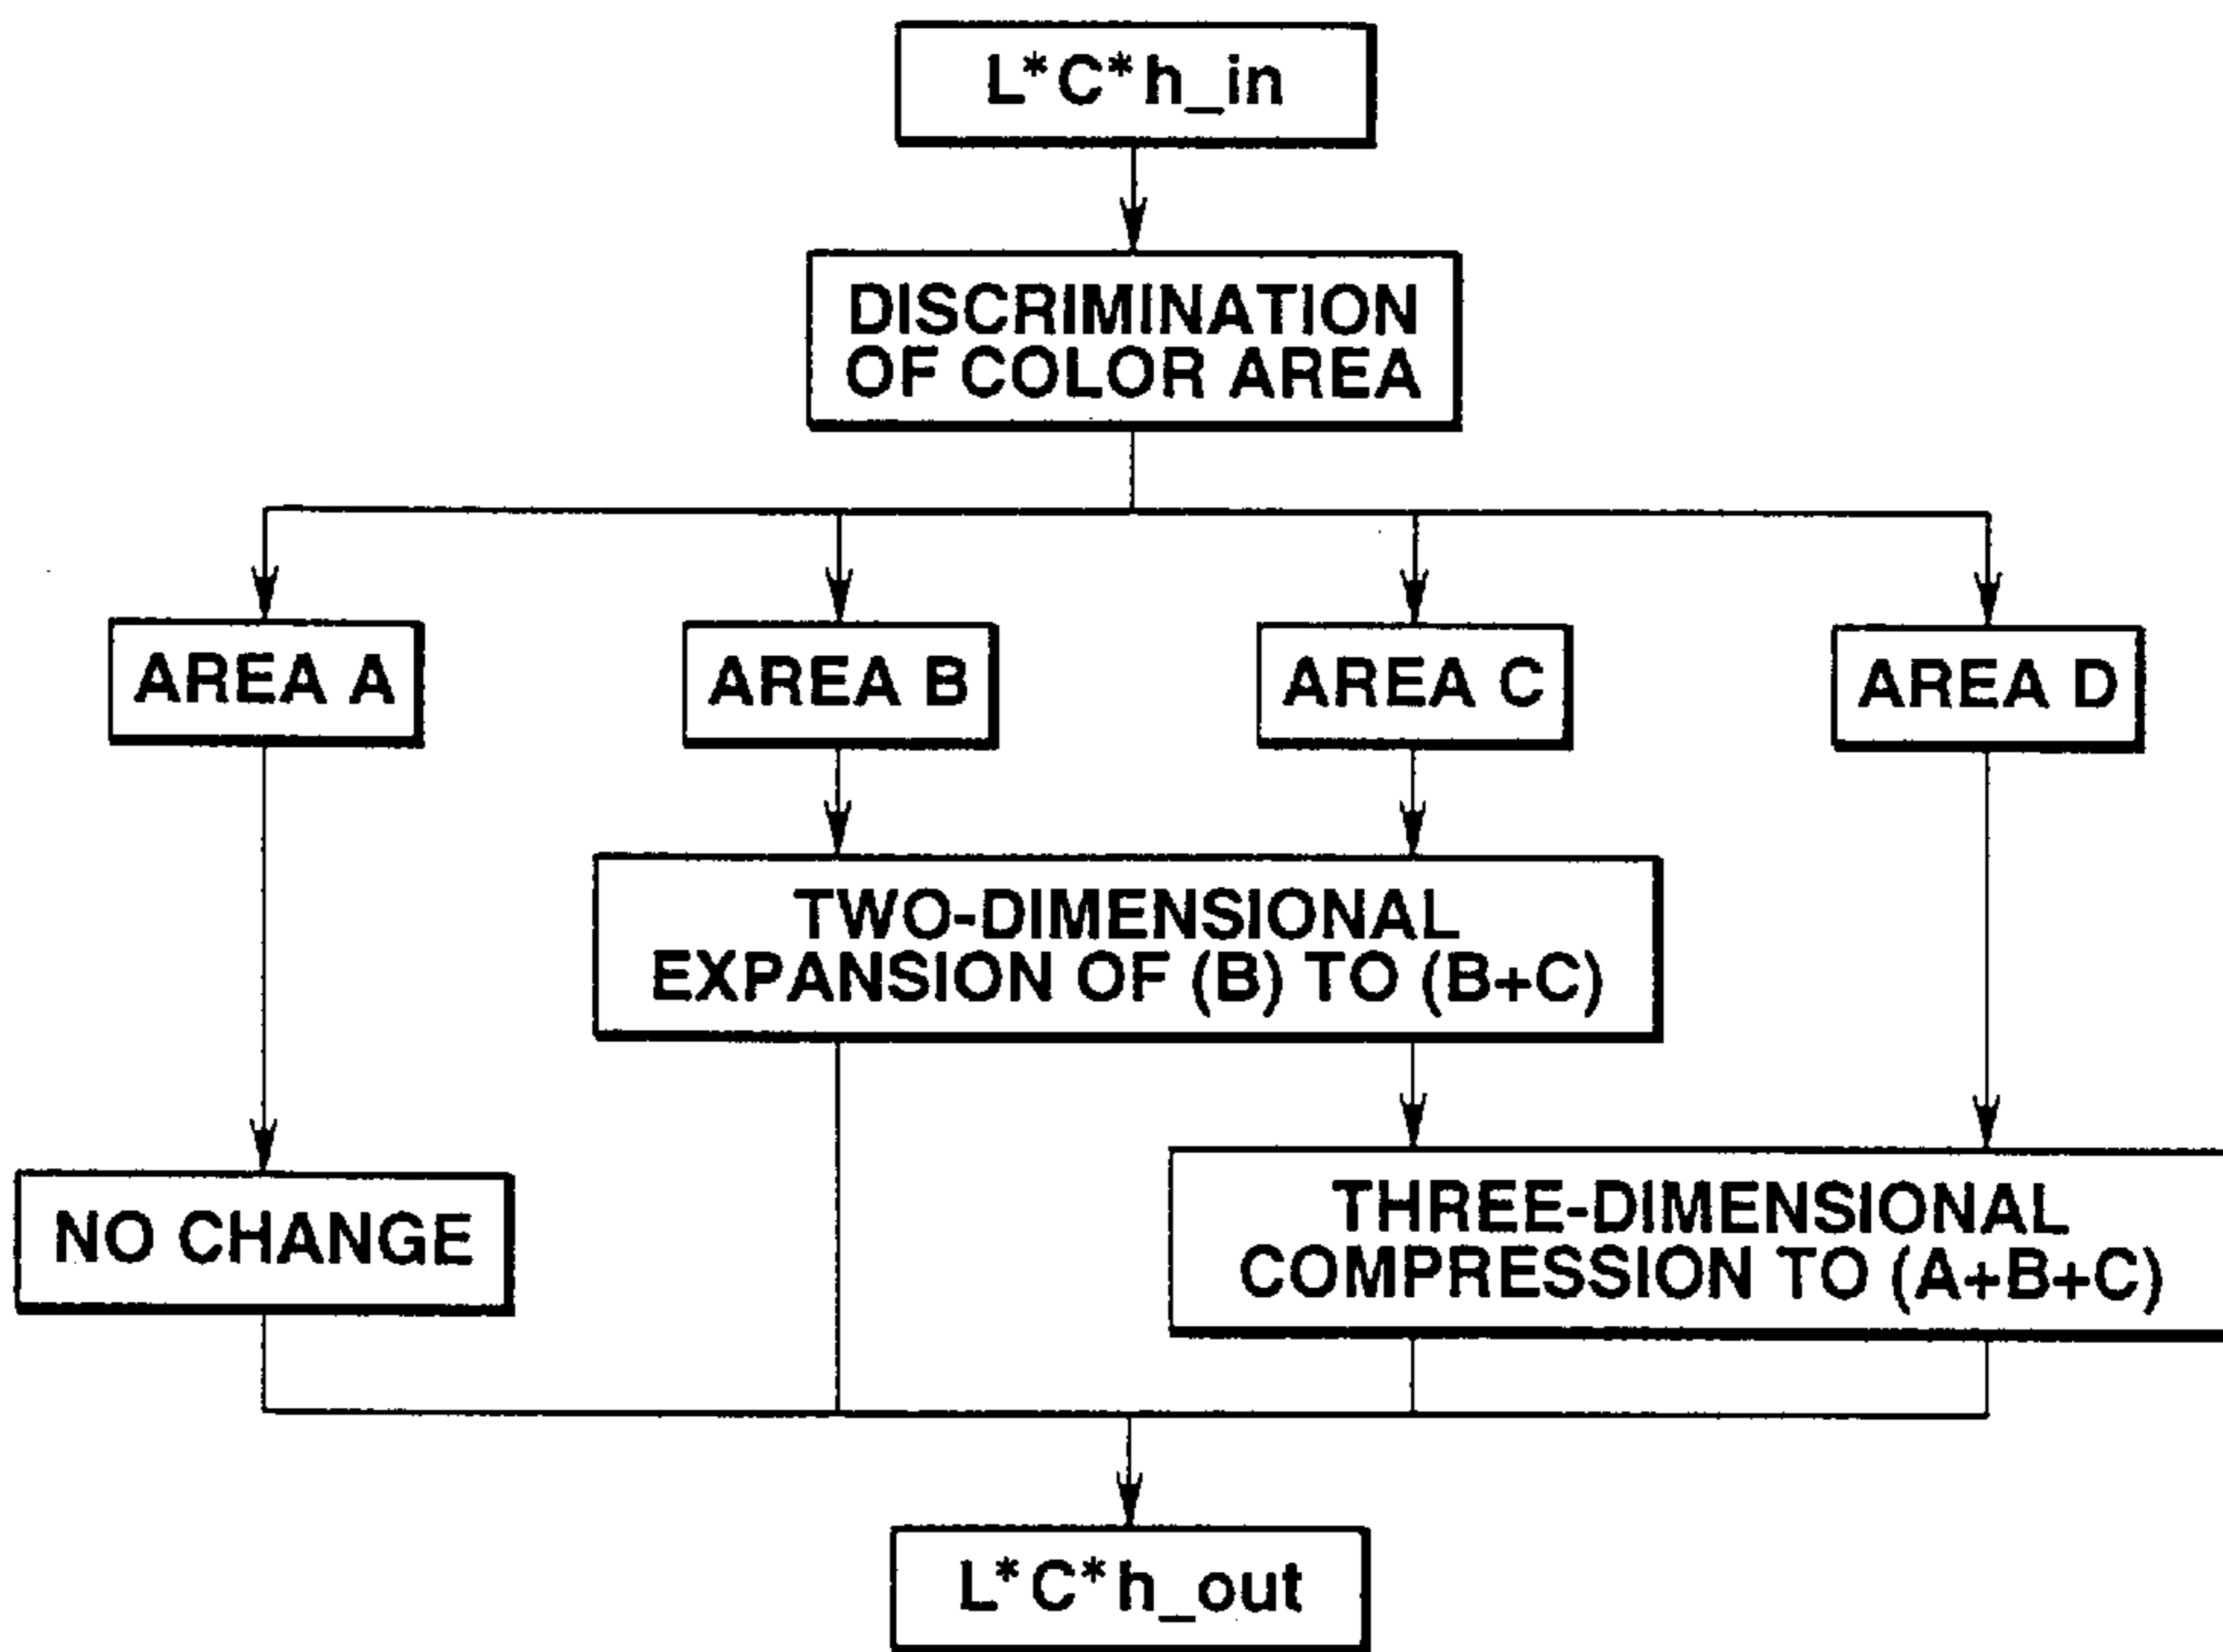 L*C*h_in
DISCRIMINATION
OF COLOR AREA
AREA A
AREA B
AREA C
AREA D
TWO-DIMENSIONAL
EXPANSION OF (B) TO (B+C)
NO CHANGE
THREE-DIMENSIONAL
COMPRESSION TO (A+B+C)
L*C*h_out